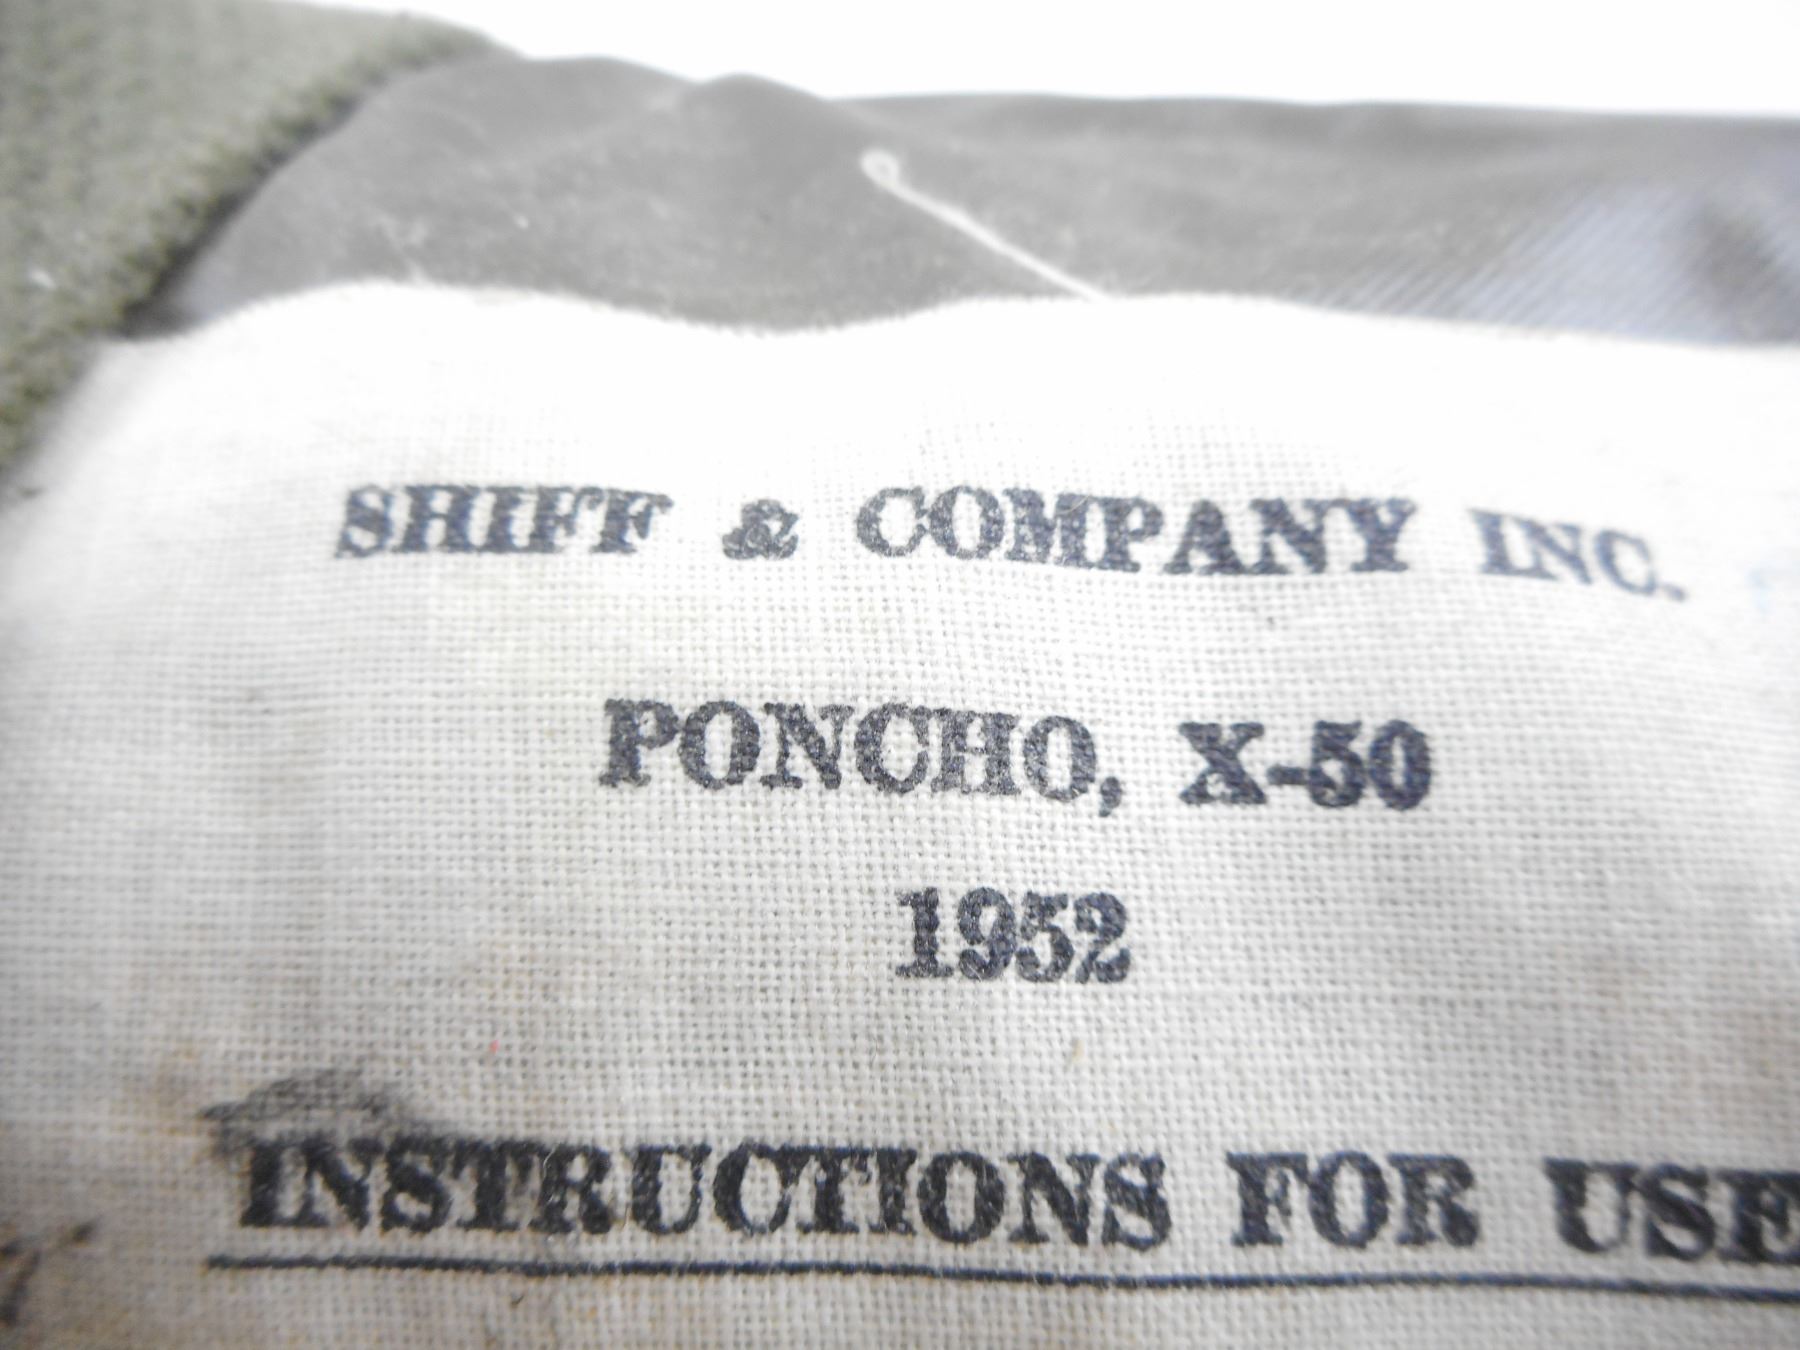 SHIFF & COMPANY INC.
PONCHO, X-50
1952
INSTRUCTIONS FOR USE